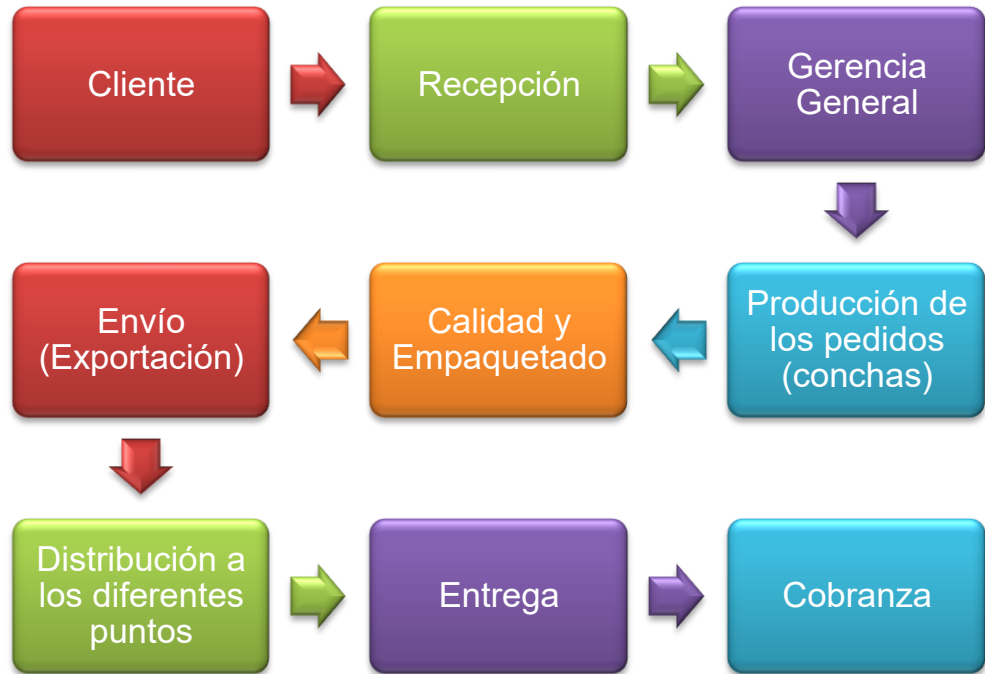 Cliente
Recepción
Gerencia
General
Producción de
los pedidos
(conchas)
Calidad y
Empaquetado
Envío
(Exportación)
Distribución a
los diferentes
puntos
Entrega
Cobranza